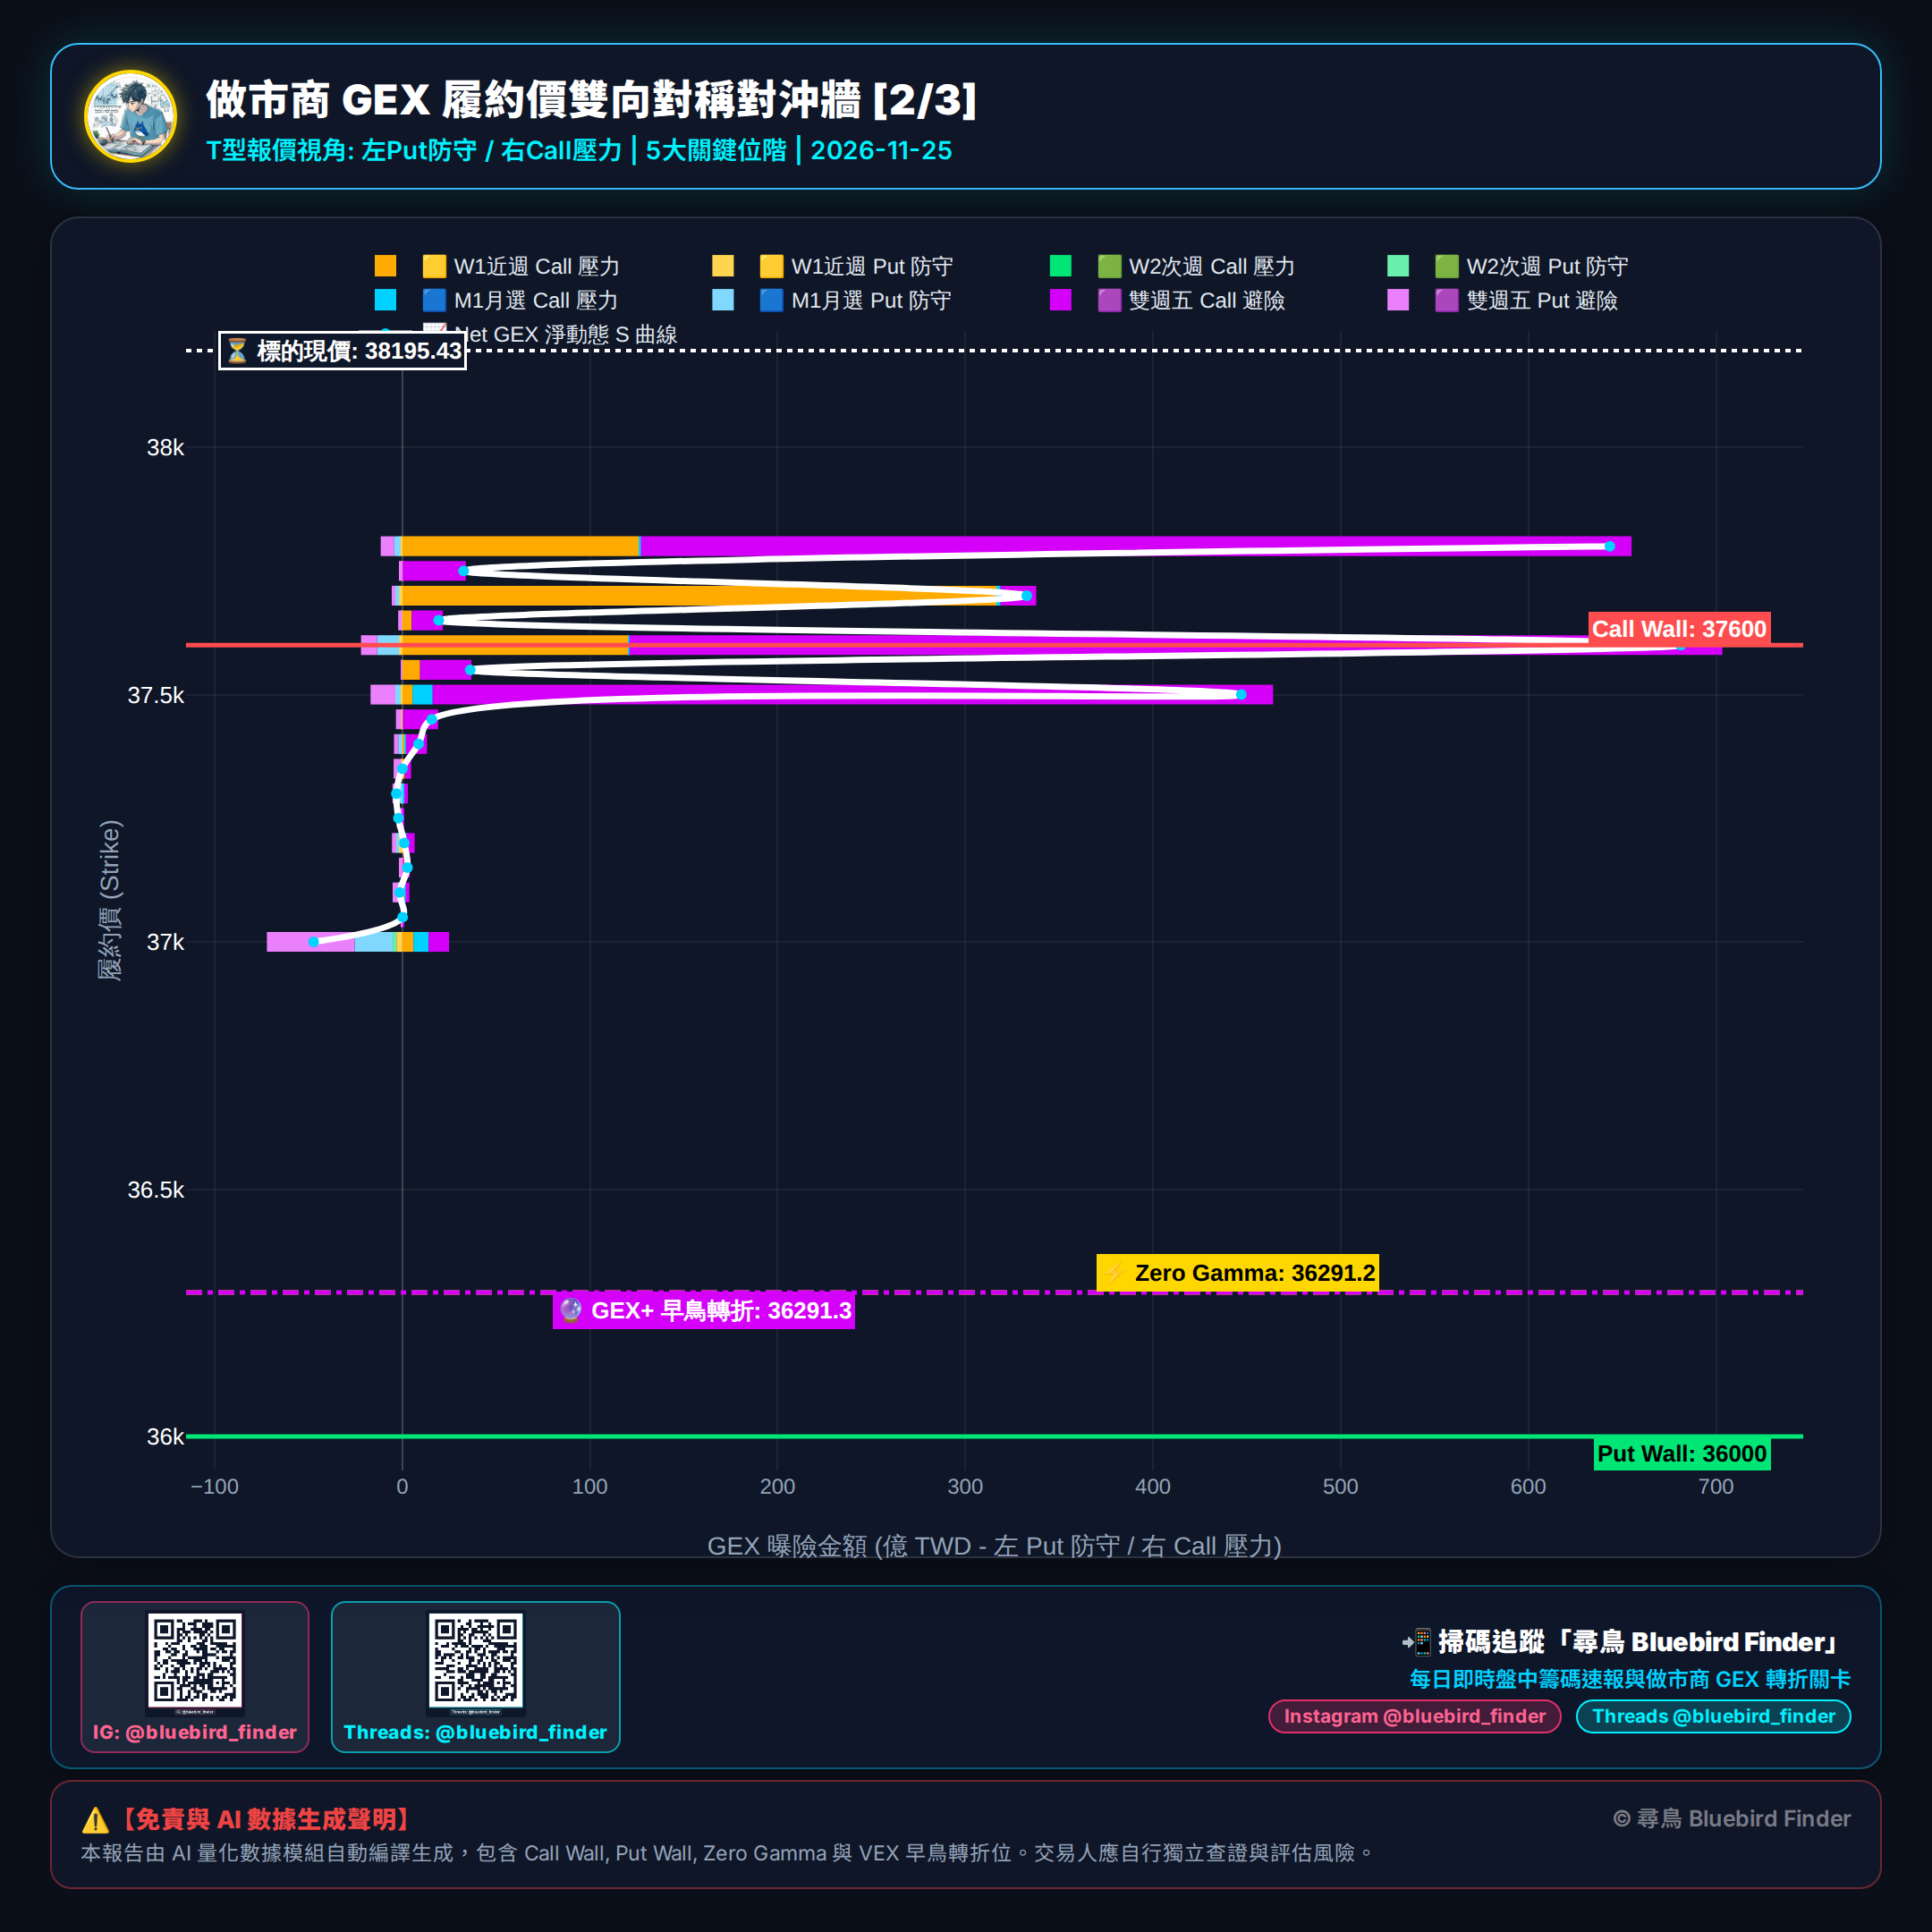 做市商 GEX 履約價雙向對稱對沖牆 [2/3]
T型報價視角: 左Put防守 / 右Call壓力 | 5大關鍵位階 | 2026-11-25
W1近週 Call 壓力
W1近週 Put 防守
W2次週 Call 壓力
W2次週 Put 防守
M1月選 Call 壓力
M1月選 Put 防守
雙週五 Call 避險
雙週五 Put 避險
Net GEX 淨動態 S 曲線
⏳ 標的現價: 38195.43
38k
Call Wall: 37600
37.5k
履約價 (Strike)
37k
36.5k
⚡ Zero Gamma: 36291.2
🔮 GEX+ 早鳥轉折: 36291.3
36k
Put Wall: 36000
−100
0
100
200
300
400
500
600
700
GEX 曝險金額 (億 TWD - 左 Put 防守 / 右 Call 壓力)
IG: @bluebird_finder
Threads: @bluebird_finder
📲 掃碼追蹤「尋鳥 Bluebird Finder」
每日即時盤中籌碼速報與做市商 GEX 轉折關卡
Instagram @bluebird_finder
Threads @bluebird_finder
⚠️【免責與 AI 數據生成聲明】
© 尋鳥 Bluebird Finder
本報告由 AI 量化數據模組自動編譯生成，包含 Call Wall, Put Wall, Zero Gamma 與 VEX 早鳥轉折位。交易人應自行獨立查證與評估風險。